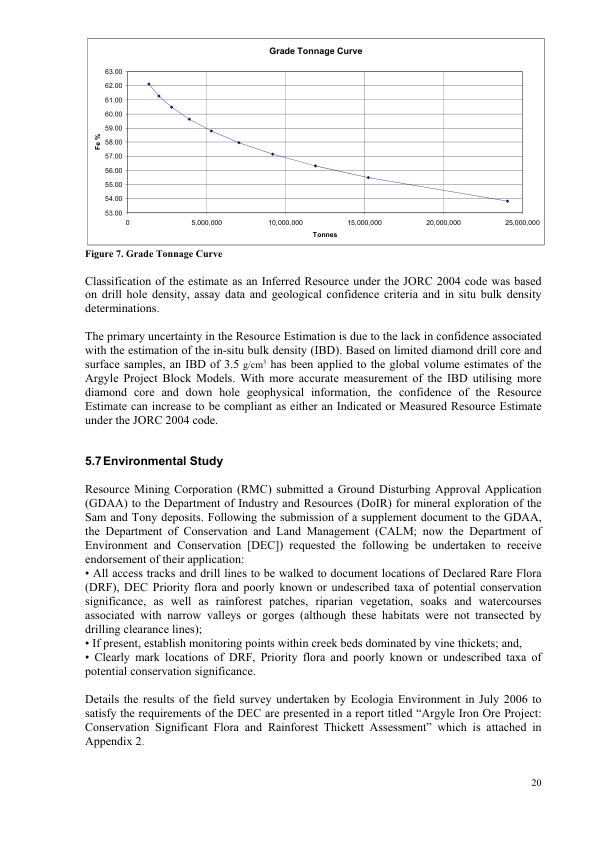 Grade Tonnage Curve
63.00
62.00
61.00
60.00
59.00
58.00
57.00
56.00
55.00
54.00
53.00
Fe %
0 5,000,000 10,000,000 15,000,000 20,000,000 25,000,000
Tonnes
Figure 7. Grade Tonnage Curve
Classification of the estimate as an Inferred Resource under the JORC 2004 code was based
on drill hole density, assay data and geological confidence criteria and in situ bulk density
determinations.
The primary uncertainty in the Resource Estimation is due to the lack in confidence associated
with the estimation of the in-situ bulk density (IBD). Based on limited diamond drill core and
surface samples, an IBD of 3.5 g/cm³ has been applied to the global volume estimates of the
Argyle Project Block Models. With more accurate measurement of the IBD utilising more
diamond core and down hole geophysical information, the confidence of the Resource
Estimate can increase to be compliant as either an Indicated or Measured Resource Estimate
under the JORC 2004 code.
5.7 Environmental Study
Resource Mining Corporation (RMC) submitted a Ground Disturbing Approval Application
(GDAA) to the Department of Industry and Resources (DoIR) for mineral exploration of the
Sam and Tony deposits. Following the submission of a supplement document to the GDAA,
the Department of Conservation and Land Management (CALM; now the Department of
Environment and Conservation [DEC]) requested the following be undertaken to receive
endorsement of their application:
• All access tracks and drill lines to be walked to document locations of Declared Rare Flora
(DRF), DEC Priority flora and poorly known or undescribed taxa of potential conservation
significance, as well as rainforest patches, riparian vegetation, soaks and watercourses
associated with narrow valleys or gorges (although these habitats were not transected by
drilling clearance lines);
• If present, establish monitoring points within creek beds dominated by vine thickets; and,
• Clearly mark locations of DRF, Priority flora and poorly known or undescribed taxa of
potential conservation significance.
Details the results of the field survey undertaken by Ecologia Environment in July 2006 to
satisfy the requirements of the DEC are presented in a report titled “Argyle Iron Ore Project:
Conservation Significant Flora and Rainforest Thickett Assessment” which is attached in
Appendix 2.
20